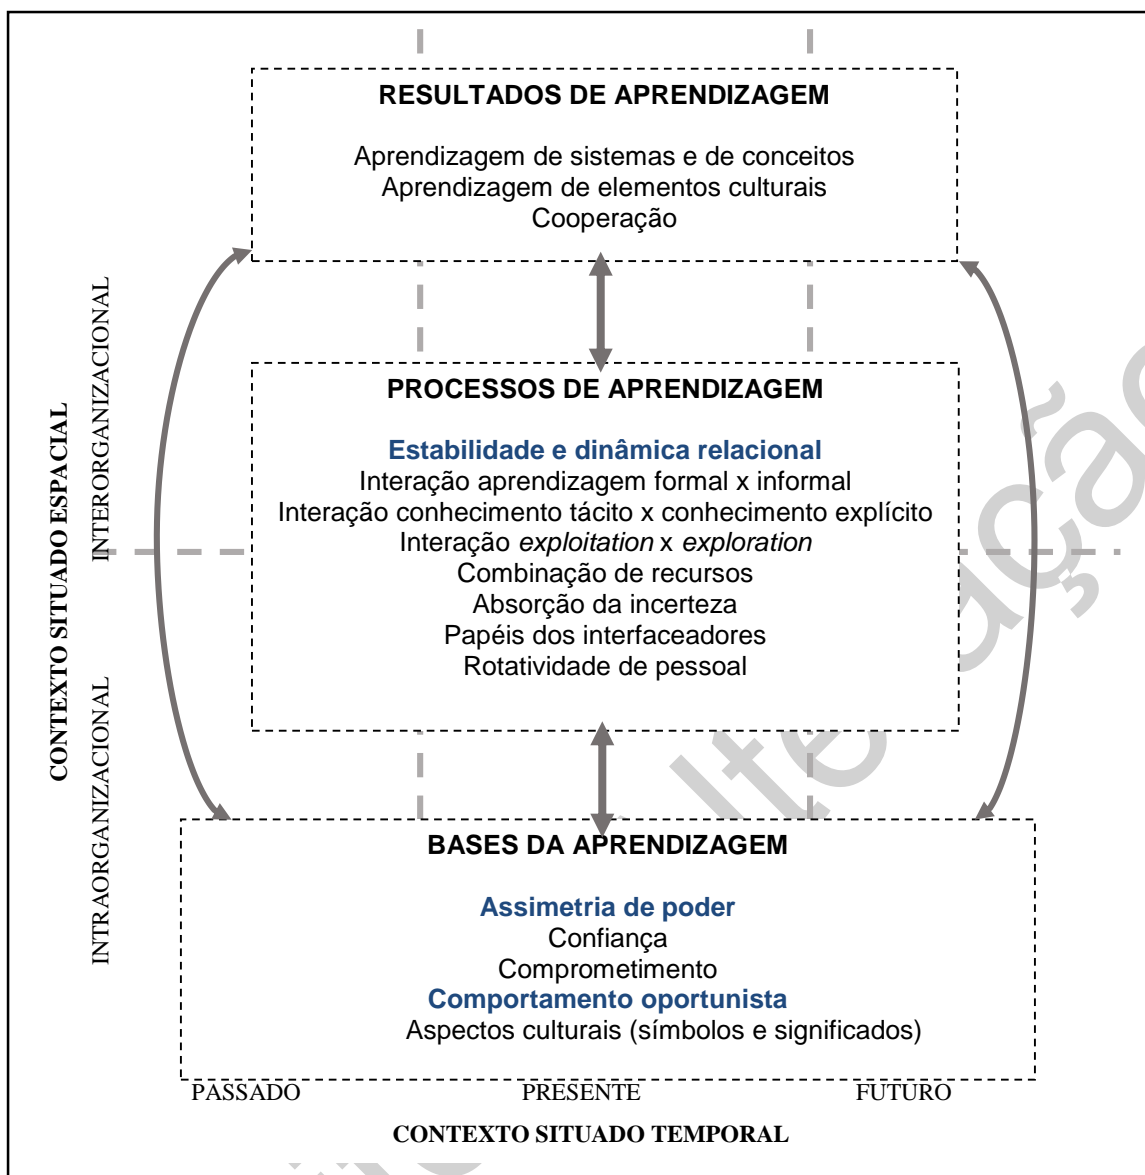 RESULTADOS DE APRENDIZAGEM
Aprendizagem de sistemas e de conceitos
Aprendizagem de elementos culturais
Cooperação
PROCESSOS DE APRENDIZAGEM
Estabilidade e dinâmica relacional
Interação aprendizagem formal x informal
Interação conhecimento tácito x conhecimento explícito
Interação exploitation x exploration
Combinação de recursos
Absorção da incerteza
Papéis dos interfaceadores
Rotatividade de pessoal
BASES DA APRENDIZAGEM
Assimetria de poder
Confiança
Comprometimento
Comportamento oportunista
Aspectos culturais (símbolos e significados)
CONTEXTO SITUADO ESPACIAL
INTERORGANIZACIONAL
INTRAORGANIZACIONAL
PASSADO PRESENTE FUTURO
CONTEXTO SITUADO TEMPORAL